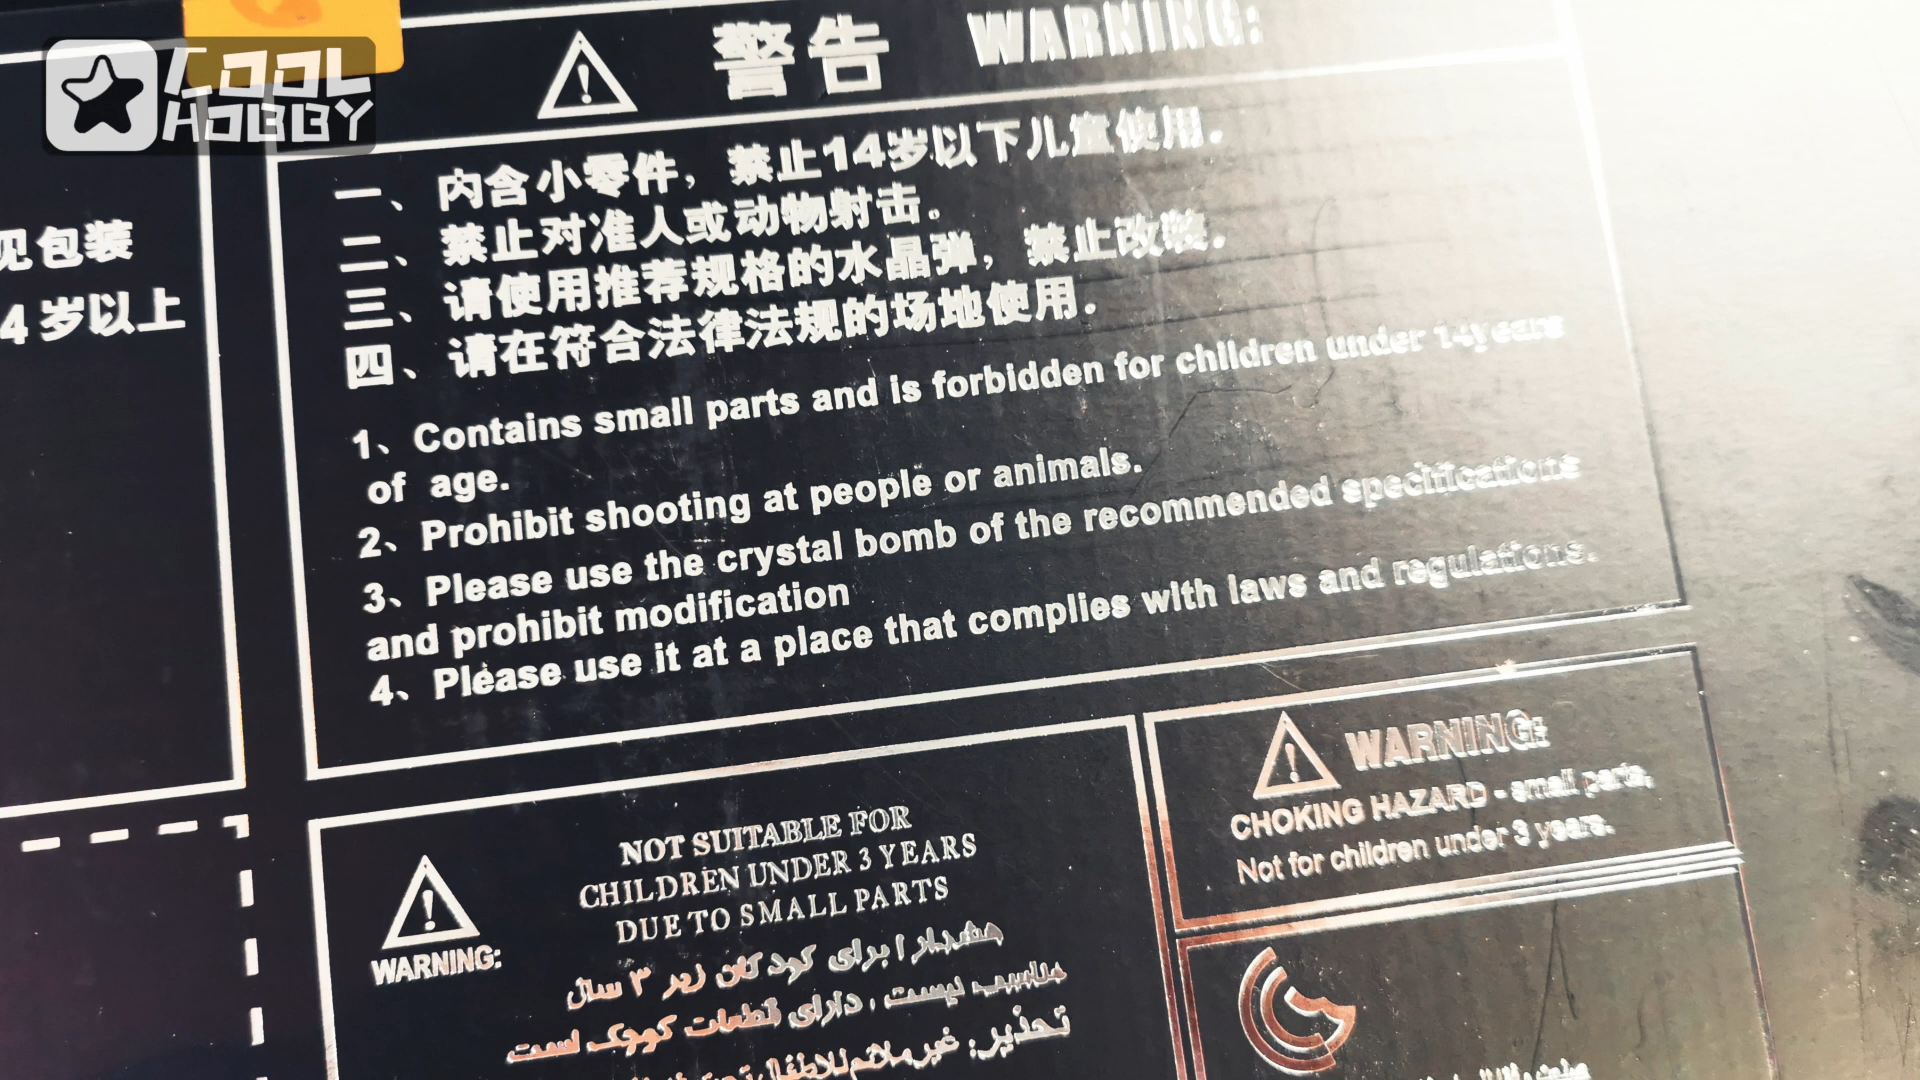 COOL
HOBBY
警告 WARNING:
见包装
4岁以上
一、内含小零件，禁止14岁以下儿童使用.
二、禁止对准人或动物射击。
三、请使用推荐规格的水晶弹，禁止改装.
四、请在符合法律法规的场地使用.
1、Contains small parts and is forbidden for children under 14years
of age.
2、Prohibit shooting at people or animals.
3、Please use the crystal bomb of the recommended specifications
and prohibit modification
4、Please use it at a place that complies with laws and regulations.
WARNING:
NOT SUITABLE FOR
CHILDREN UNDER 3 YEARS
DUE TO SMALL PARTS
هشدار ! برای کودکان زیر ۳ سال
مناسب نیست ، دارای قطعات کوچک است
تحذير: غير ملائم للاطفال تحت
WARNING:
CHOKING HAZARD - small parts,
Not for children under 3 years.